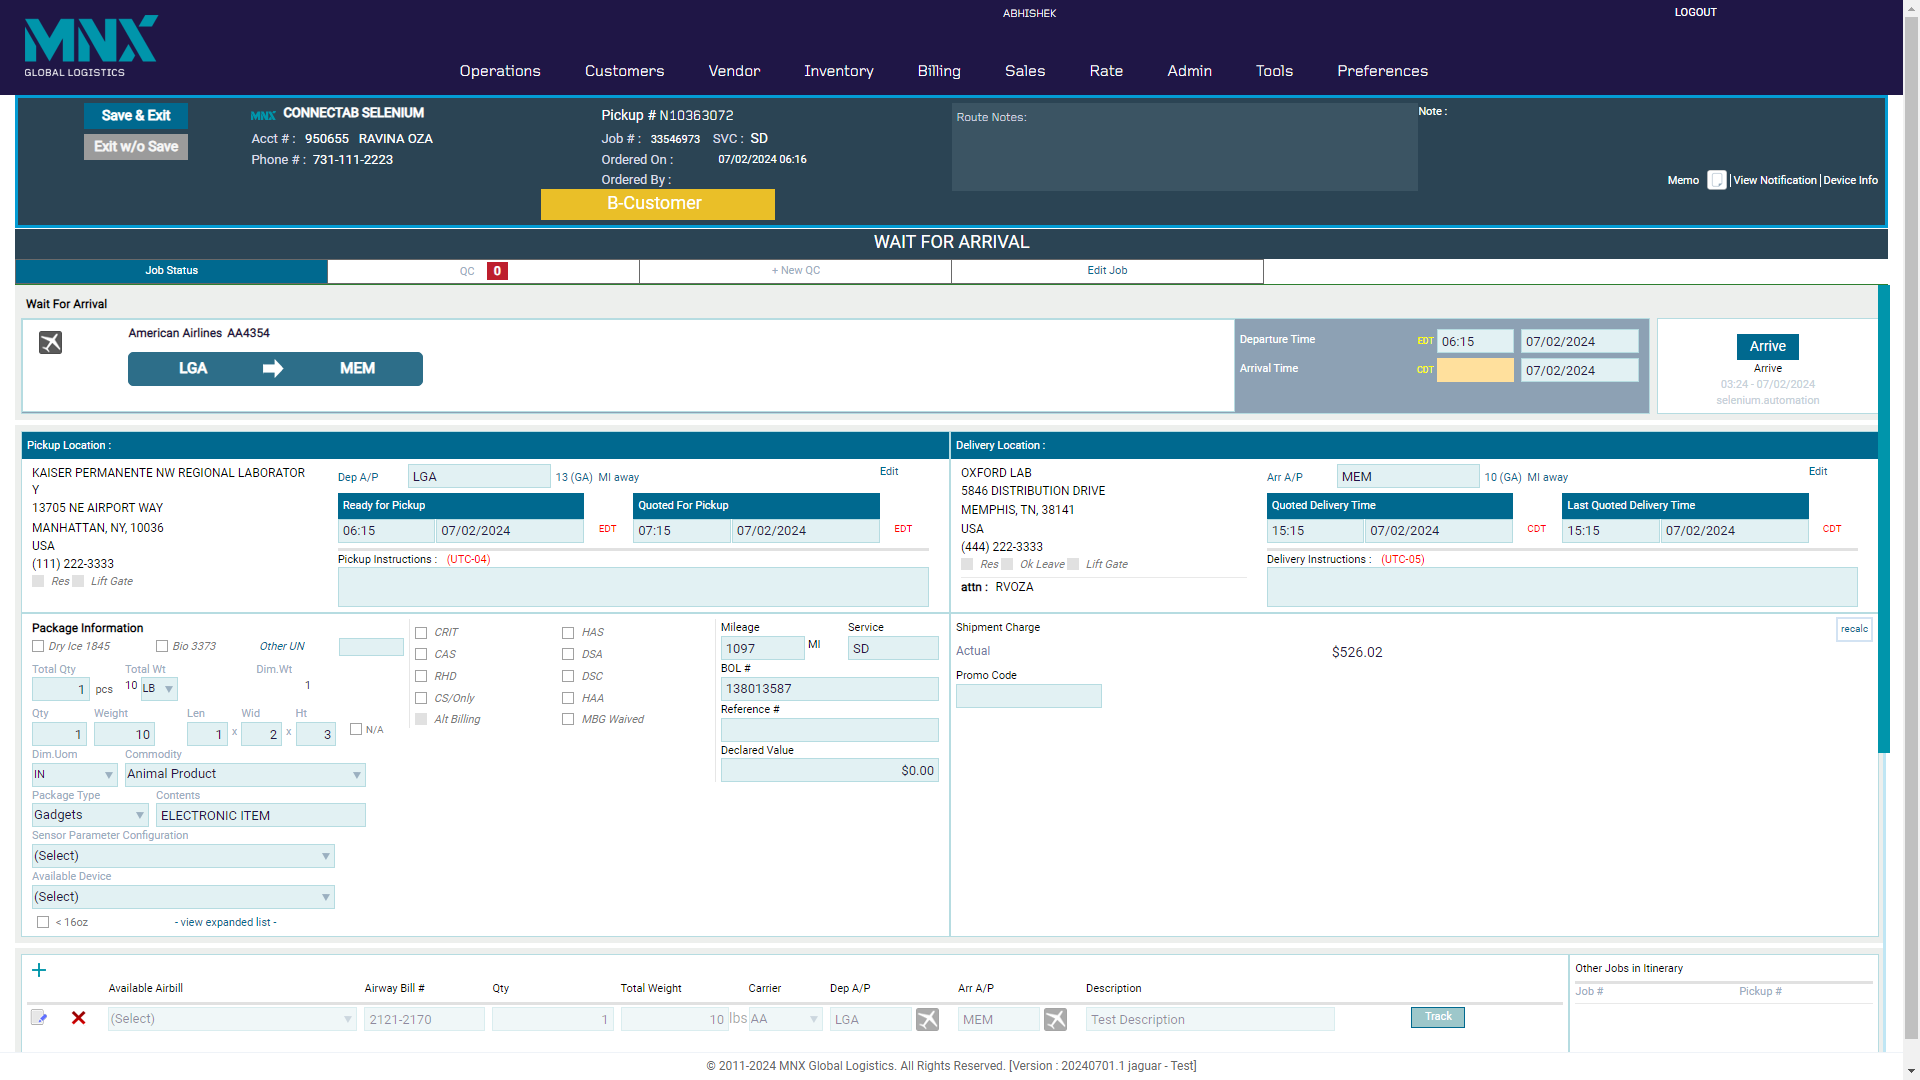 ABHISHEK
LOGOUT
MNX
GLOBAL LOGISTICS
Operations Customers Vendor Inventory Billing Sales Rate Admin Tools Preferences
Save & Exit
Exit w/o Save
MNX CONNECTAB SELENIUM
Acct # : 950655 RAVINA OZA
Phone # : 731-111-2223
Pickup # N10363072
Job # : 33546973 SVC : SD
Ordered On : 07/02/2024 06:16
Ordered By :
B-Customer
Route Notes:
Note :
Memo | View Notification | Device Info
WAIT FOR ARRIVAL
Job Status
QC 0
+ New QC
Edit Job
Wait For Arrival
American Airlines AA4354
LGA MEM
Departure Time EDT 06:15 07/02/2024
Arrival Time CDT 07/02/2024
Arrive
Arrive
03:24 - 07/02/2024
selenium.automation
Pickup Location :
KAISER PERMANENTE NW REGIONAL LABORATOR
Y
13705 NE AIRPORT WAY
MANHATTAN, NY, 10036
USA
(111) 222-3333
Res Lift Gate
Dep A/P LGA 13 (GA) MI away
Edit
Ready for Pickup
Quoted For Pickup
06:15 07/02/2024 EDT
07:15 07/02/2024 EDT
Pickup Instructions : (UTC-04)
Delivery Location :
OXFORD LAB
5846 DISTRIBUTION DRIVE
MEMPHIS, TN, 38141
USA
(444) 222-3333
Res Ok Leave Lift Gate
attn : RVOZA
Arr A/P MEM 10 (GA) MI away
Edit
Quoted Delivery Time
Last Quoted Delivery Time
15:15 07/02/2024 CDT
15:15 07/02/2024 CDT
Delivery Instructions : (UTC-05)
Package Information
Dry Ice 1845 Bio 3373 Other UN
Total Qty Total Wt Dim.Wt
1 pcs 10 LB 1
Qty Weight Len Wid Ht
1 10 1 x 2 x 3 N/A
Dim.Uom Commodity
IN Animal Product
Package Type Contents
Gadgets ELECTRONIC ITEM
Sensor Parameter Configuration
(Select)
Available Device
(Select)
< 16oz - view expanded list -
CRIT HAS
CAS DSA
RHD DSC
CS/Only HAA
Alt Billing MBG Waived
Mileage Service
1097 MI SD
BOL #
138013587
Reference #
Declared Value
$0.00
Shipment Charge
recalc
Actual $526.02
Promo Code
Available Airbill Airway Bill # Qty Total Weight Carrier Dep A/P Arr A/P Description
(Select) 2121-2170 1 10 lbs AA LGA MEM Test Description Track
Other Jobs in Itinerary
Job # Pickup #
© 2011-2024 MNX Global Logistics. All Rights Reserved. [Version : 20240701.1 jaguar - Test]